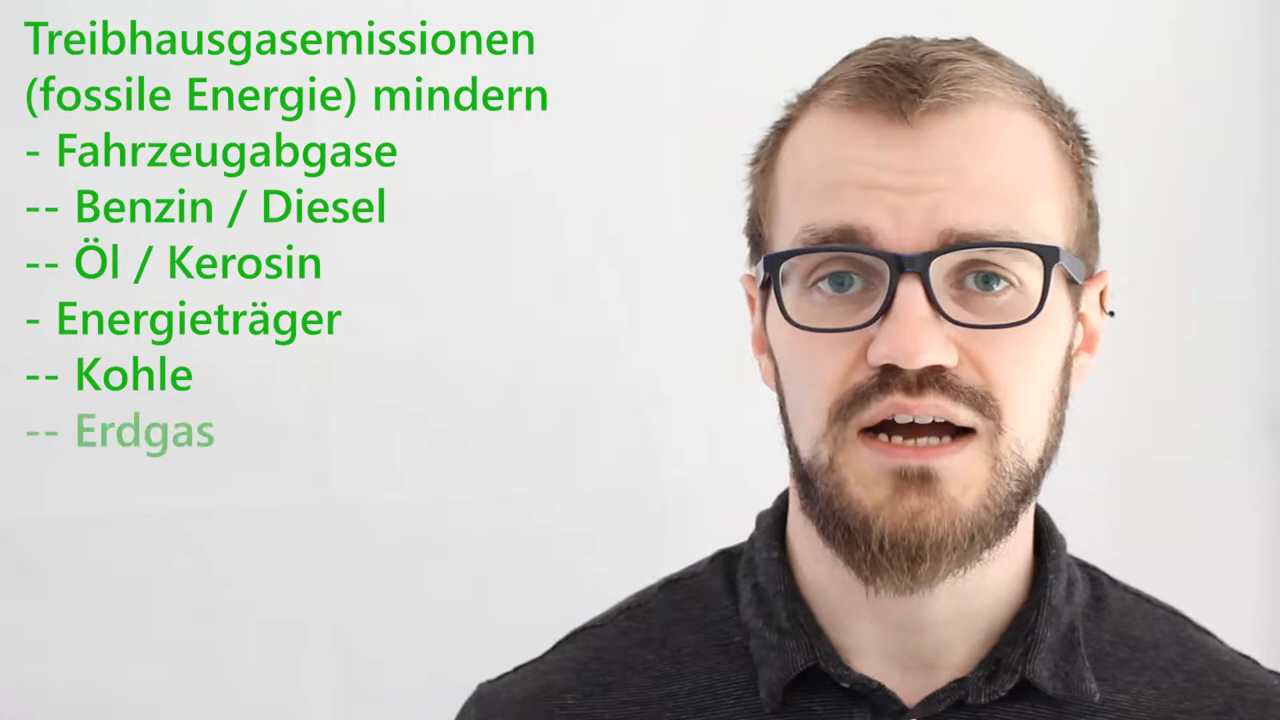 Treibhausgasemissionen
(fossile Energie) mindern
- Fahrzeugabgase
-- Benzin / Diesel
-- Öl / Kerosin
- Energieträger
-- Kohle
-- Erdgas